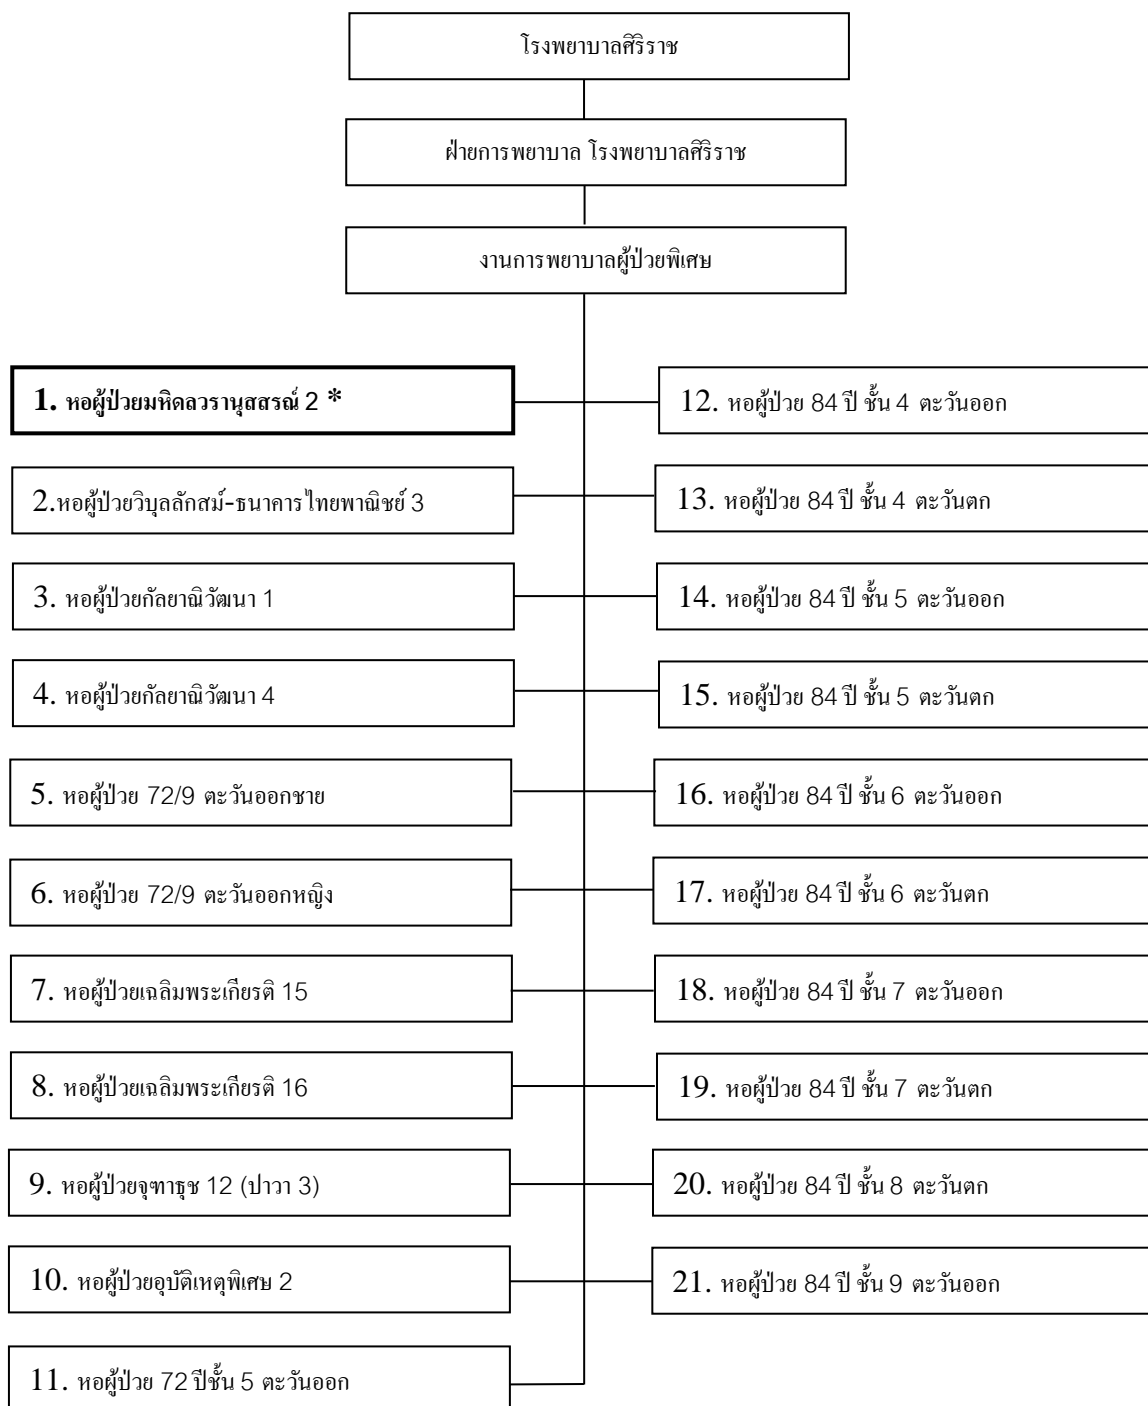 โรงพยาบาลศิริราช
ฝ่ายการพยาบาล โรงพยาบาลศิริราช
งานการพยาบาลผู้ป่วยพิเศษ
1. หอผู้ป่วยมหิดลวรานุสสรณ์ 2 *
2.หอผู้ป่วยวิบุลลักสม์-ธนาคารไทยพาณิชย์ 3
3. หอผู้ป่วยกัลยาณิวัฒนา 1
4. หอผู้ป่วยกัลยาณิวัฒนา 4
5. หอผู้ป่วย 72/9 ตะวันออกชาย
6. หอผู้ป่วย 72/9 ตะวันออกหญิง
7. หอผู้ป่วยเฉลิมพระเกียรติ 15
8. หอผู้ป่วยเฉลิมพระเกียรติ 16
9. หอผู้ป่วยจุฑาธุช 12 (ปาวา 3)
10. หอผู้ป่วยอุบัติเหตุพิเศษ 2
11. หอผู้ป่วย 72 ปีชั้น 5 ตะวันออก
12. หอผู้ป่วย 84 ปี ชั้น 4 ตะวันออก
13. หอผู้ป่วย 84 ปี ชั้น 4 ตะวันตก
14. หอผู้ป่วย 84 ปี ชั้น 5 ตะวันออก
15. หอผู้ป่วย 84 ปี ชั้น 5 ตะวันตก
16. หอผู้ป่วย 84 ปี ชั้น 6 ตะวันออก
17. หอผู้ป่วย 84 ปี ชั้น 6 ตะวันตก
18. หอผู้ป่วย 84 ปี ชั้น 7 ตะวันออก
19. หอผู้ป่วย 84 ปี ชั้น 7 ตะวันตก
20. หอผู้ป่วย 84 ปี ชั้น 8 ตะวันตก
21. หอผู้ป่วย 84 ปี ชั้น 9 ตะวันออก